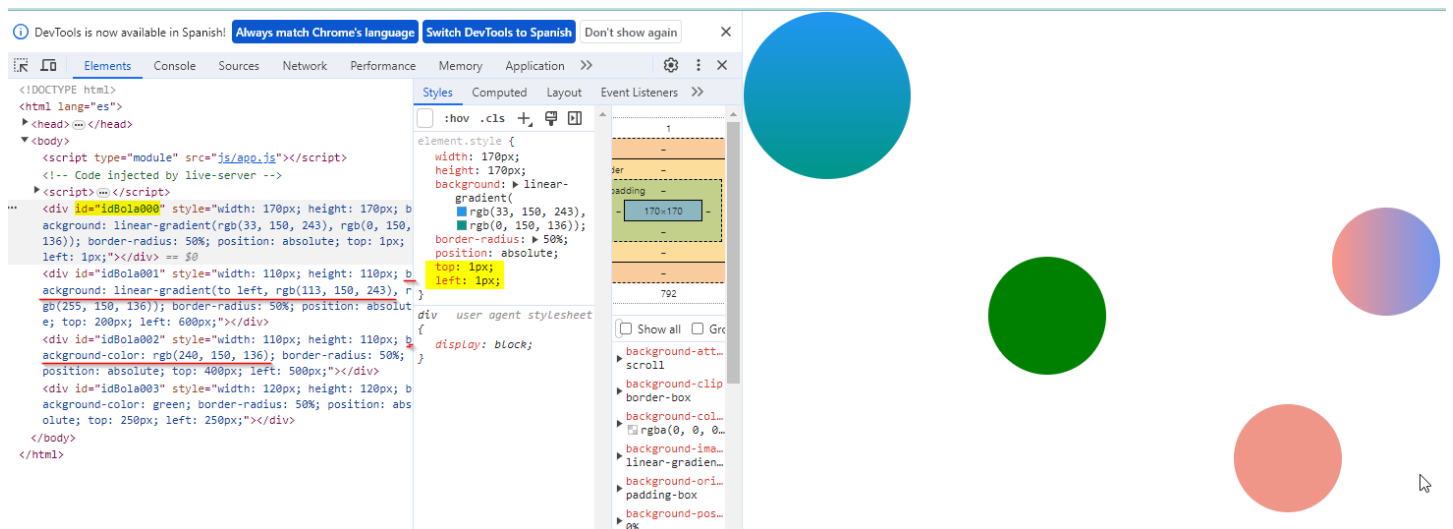 DevTools is now available in Spanish! Always match Chrome's language Switch DevTools to Spanish Don't show again
Elements Console Sources Network Performance Memory Application
<!DOCTYPE html>
<html lang="es">
<head> </head>
<body>
<script type="module" src="js/app.js"></script>
<!-- Code injected by live-server -->
<script> </script>
<div id="idBola000" style="width: 170px; height: 170px; b
ackground: linear-gradient(rgb(33, 150, 243), rgb(0, 150,
136)); border-radius: 50%; position: absolute; top: 1px;
left: 1px;"></div> == $0
<div id="idBola001" style="width: 110px; height: 110px; b
ackground: linear-gradient(to left, rgb(113, 150, 243), r
gb(255, 150, 136)); border-radius: 50%; position: absolut
e; top: 200px; left: 600px;"></div>
<div id="idBola002" style="width: 110px; height: 110px; b
ackground-color: rgb(240, 150, 136); border-radius: 50%;
position: absolute; top: 400px; left: 500px;"></div>
<div id="idBola003" style="width: 120px; height: 120px; b
ackground-color: green; border-radius: 50%; position: abs
olute; top: 250px; left: 250px;"></div>
</body>
</html>
Styles Computed Layout Event Listeners
:hov .cls
element.style {
width: 170px;
height: 170px;
background: linear-
gradient(
rgb(33, 150, 243),
rgb(0, 150, 136));
border-radius: 50%;
position: absolute;
top: 1px;
left: 1px;
}
div user agent stylesheet
{
display: block;
}
1
-
-
der
padding -
- 170×170 -
-
-
-
792
Show all Gro
background-att…
scroll
background-clip
border-box
background-col…
rgba(0, 0, 0…
background-ima…
linear-gradien…
background-ori…
padding-box
background-pos…
0%